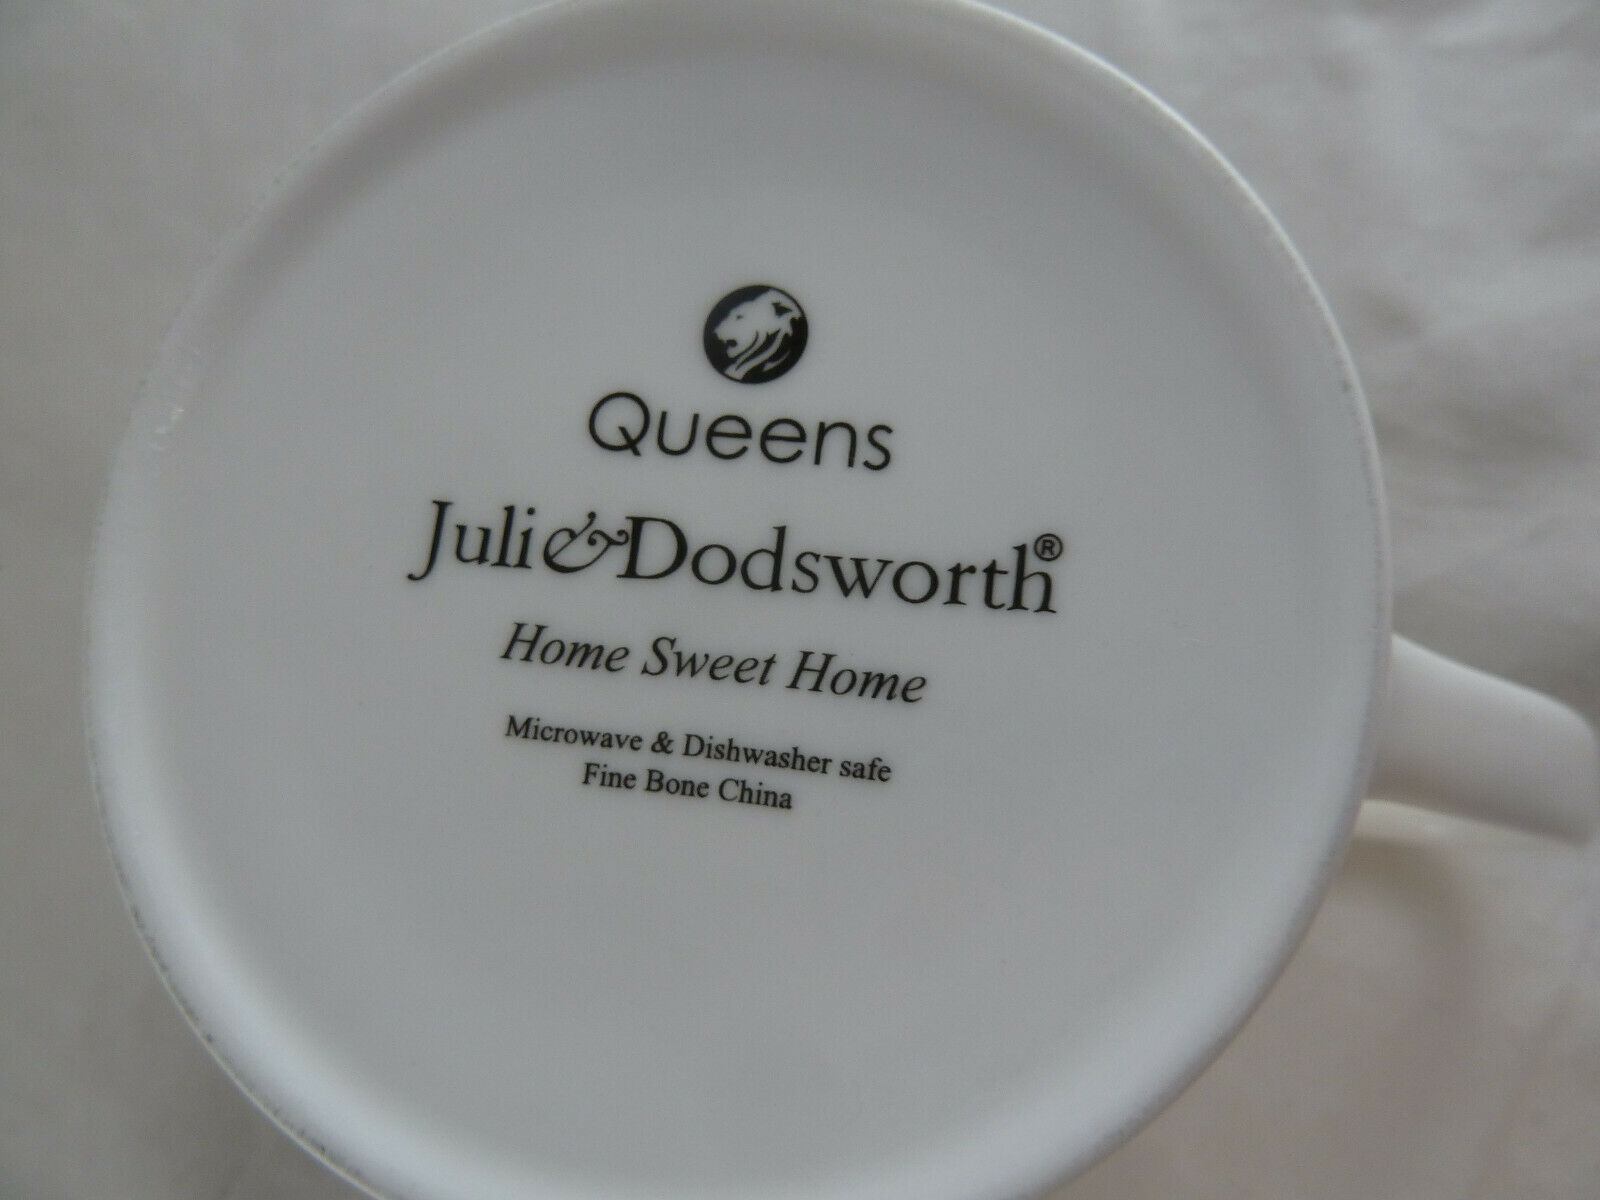 Queens
Juli&Dodsworth®
Home Sweet Home
Microwave & Dishwasher safe
Fine Bone China